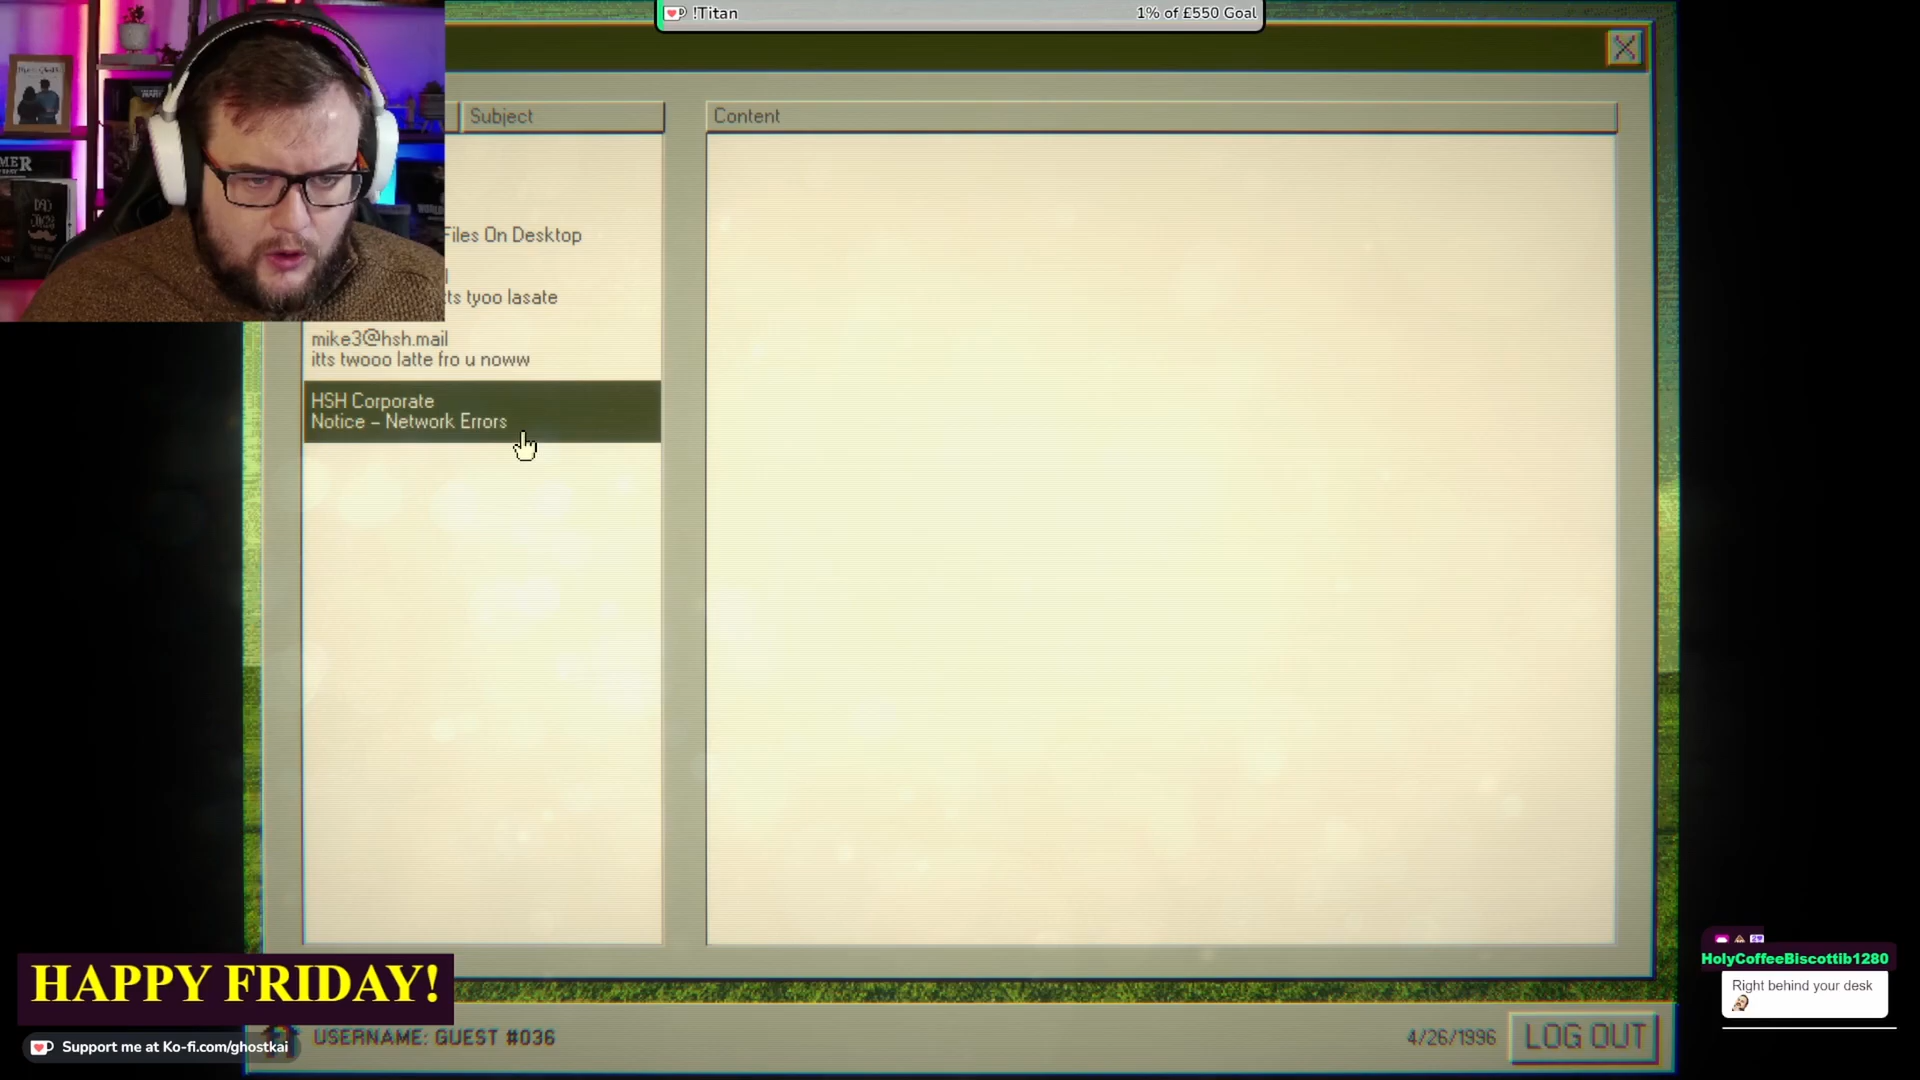 !Titan
1% of £550 Goal
Subject
Content
Files On Desktop
ts tyoo lasate
mike3@hsh.mail
itts twooo latte fro u noww
HSH Corporate
Notice – Network Errors
HAPPY FRIDAY!
Support me at Ko-fi.com/ghostkai
USERNAME: GUEST #036
4/26/1996
LOG OUT
HolyCoffeeBiscottib1280
Right behind your desk